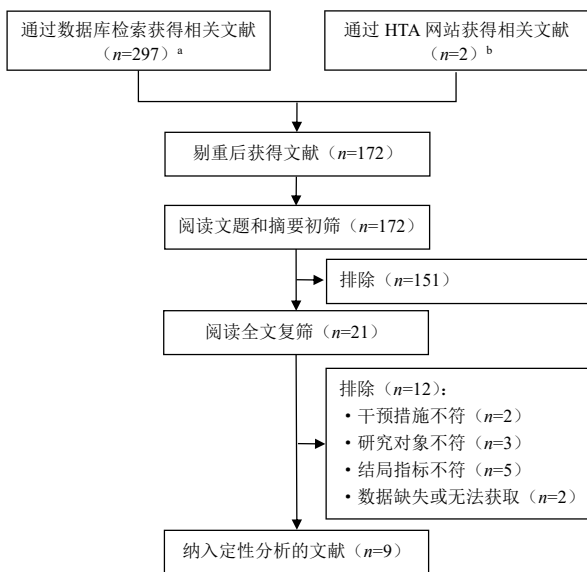 通过数据库检索获得相关文献
（n=297）a
通过 HTA 网站获得相关文献
（n=2）b
剔重后获得文献（n=172）
阅读文题和摘要初筛（n=172）
排除（n=151）
阅读全文复筛（n=21）
排除（n=12）：
·干预措施不符（n=2）
·研究对象不符（n=3）
·结局指标不符（n=5）
·数据缺失或无法获取（n=2）
纳入定性分析的文献（n=9）